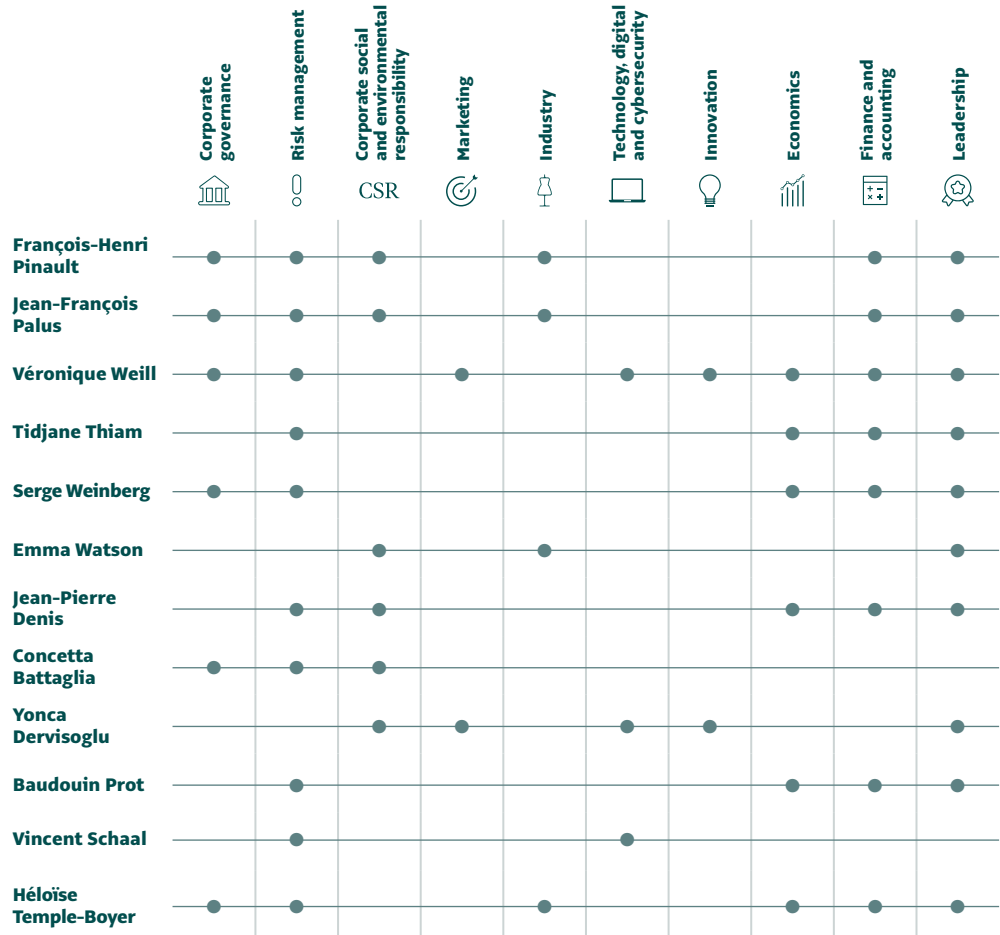 Corporate
governance
Risk management
Corporate social
and environmental
responsibility
Marketing
Industry
Technology, digital
and cybersecurity
Innovation
Economics
Finance and
accounting
Leadership
CSR
François-Henri
Pinault
Jean-François
Palus
Véronique Weill
Tidjane Thiam
Serge Weinberg
Emma Watson
Jean-Pierre
Denis
Concetta
Battaglia
Yonca
Dervisoglu
Baudouin Prot
Vincent Schaal
Héloïse
Temple-Boyer